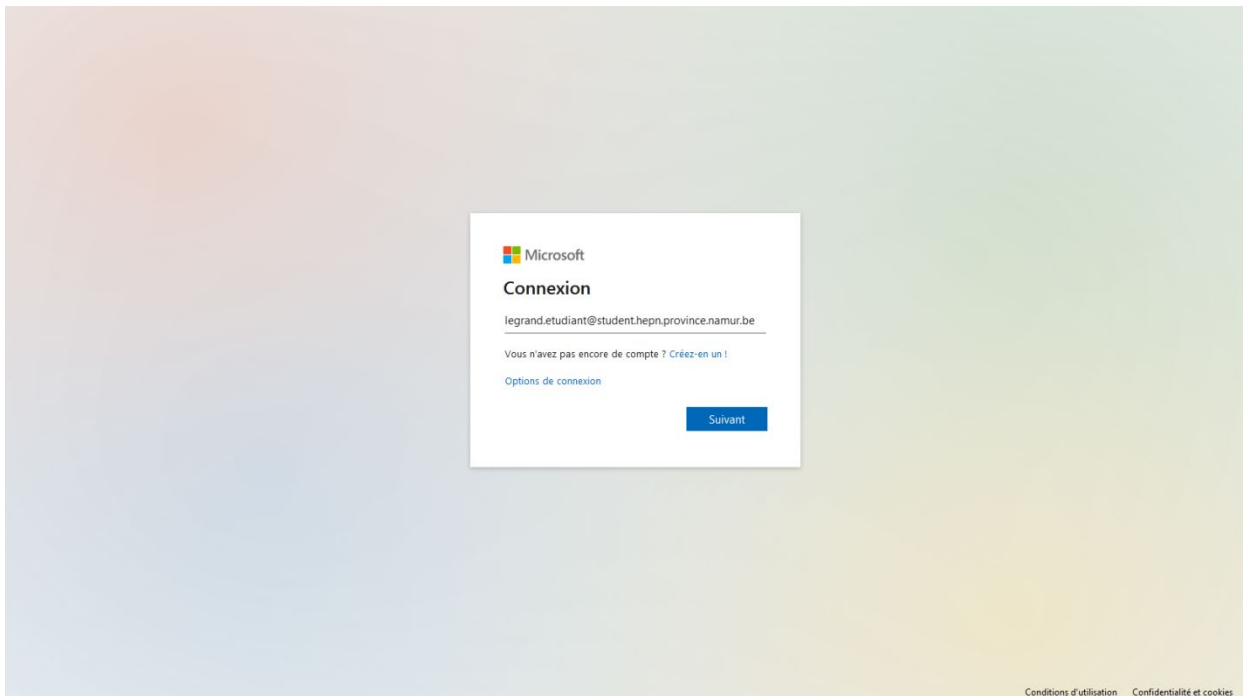 Microsoft
Connexion
legrand.etudiant@student.hepn.province.namur.be
Vous n'avez pas encore de compte ? Créez-en un !
Options de connexion
Suivant
Conditions d'utilisation Confidentialité et cookies